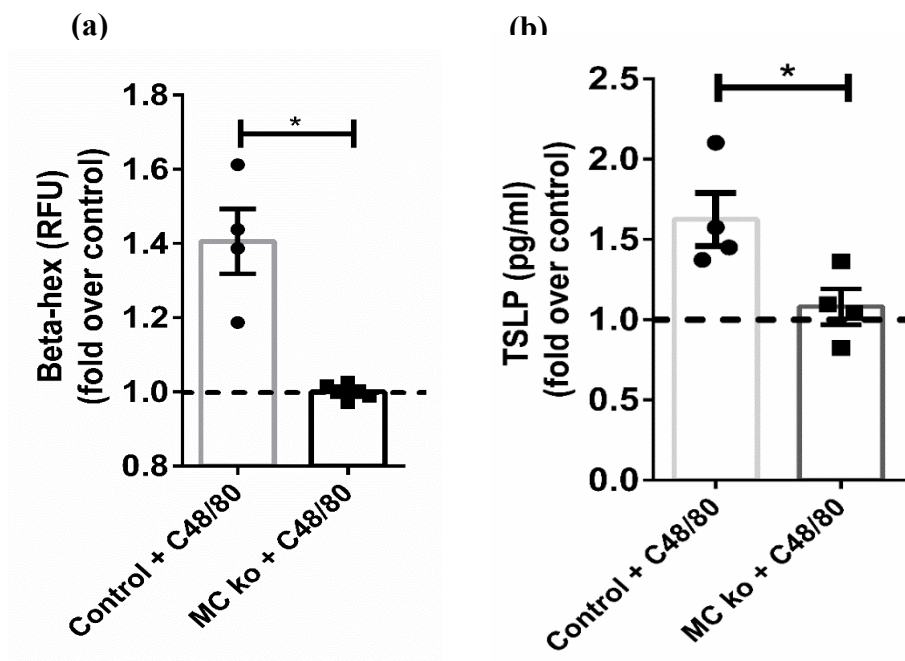 (a)
Beta-hex (RFU)
(fold over control)
1.8
1.6
1.4
1.2
1.0
0.8
*
Control + C48/80
MC ko + C48/80
(b)
TSLP (pg/ml)
(fold over control)
2.5
2.0
1.5
1.0
0.5
0.0
*
Control + C48/80
MC ko + C48/80